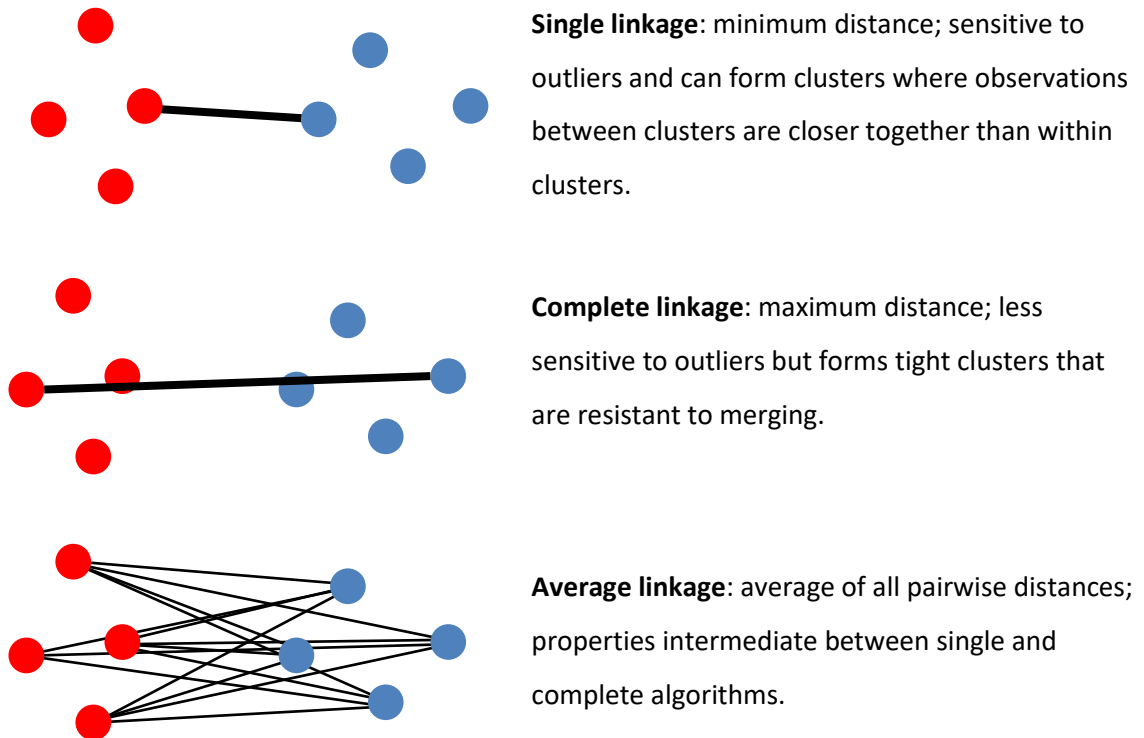 Single linkage: minimum distance; sensitive to
outliers and can form clusters where observations
between clusters are closer together than within
clusters.
Complete linkage: maximum distance; less
sensitive to outliers but forms tight clusters that
are resistant to merging.
Average linkage: average of all pairwise distances;
properties intermediate between single and
complete algorithms.